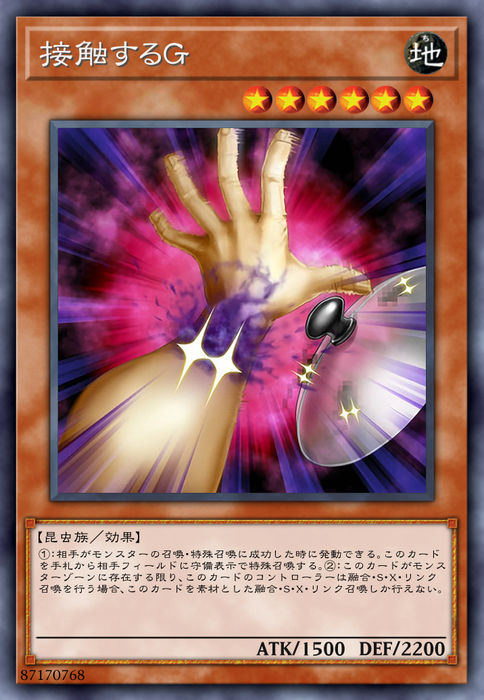 接触するG
ち
地
【昆虫族／効果】
①：相手がモンスターの召喚・特殊召喚に成功した時に発動できる。このカード
を手札から相手フィールドに守備表示で特殊召喚する。②：このカードがモンス
ターゾーンに存在する限り、このカードのコントローラーは融合・S・X・リンク
召喚を行う場合、このカードを素材とした融合・S・X・リンク召喚しか行えない。
ATK/1500 DEF/2200
87170768